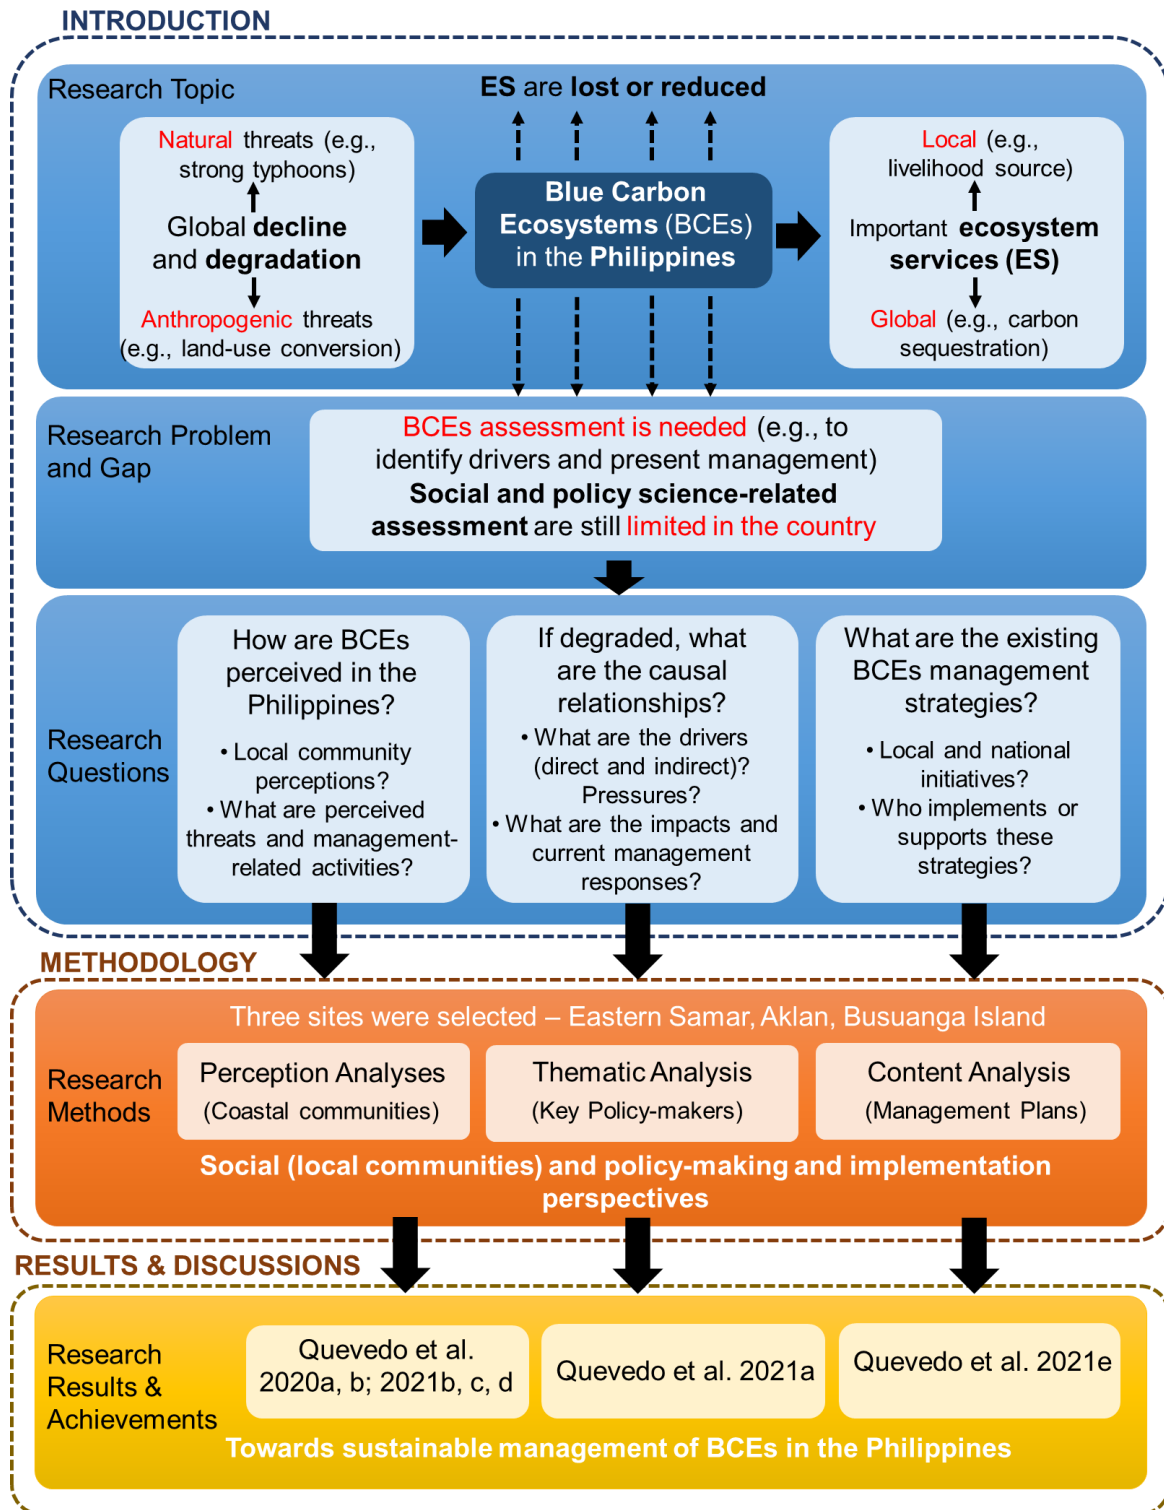 INTRODUCTION
Research Topic
ES are lost or reduced
Natural threats (e.g.,
strong typhoons)
Global decline
and degradation
Anthropogenic threats
(e.g., land-use conversion)
Blue Carbon
Ecosystems (BCEs)
in the Philippines
Local (e.g.,
livelihood source)
Important ecosystem
services (ES)
Global (e.g., carbon
sequestration)
Research Problem
and Gap
BCEs assessment is needed (e.g., to
identify drivers and present management)
Social and policy science-related
assessment are still limited in the country
Research
Questions
How are BCEs
perceived in the
Philippines?
• Local community
perceptions?
• What are perceived
threats and management-
related activities?
If degraded, what
are the causal
relationships?
• What are the drivers
(direct and indirect)?
Pressures?
• What are the impacts and
current management
responses?
What are the existing
BCEs management
strategies?
• Local and national
initiatives?
• Who implements or
supports these
strategies?
METHODOLOGY
Three sites were selected – Eastern Samar, Aklan, Busuanga Island
Research
Methods
Perception Analyses
(Coastal communities)
Thematic Analysis
(Key Policy-makers)
Content Analysis
(Management Plans)
Social (local communities) and policy-making and implementation
perspectives
RESULTS & DISCUSSIONS
Research
Results &
Achievements
Quevedo et al.
2020a, b; 2021b, c, d
Quevedo et al. 2021a
Quevedo et al. 2021e
Towards sustainable management of BCEs in the Philippines